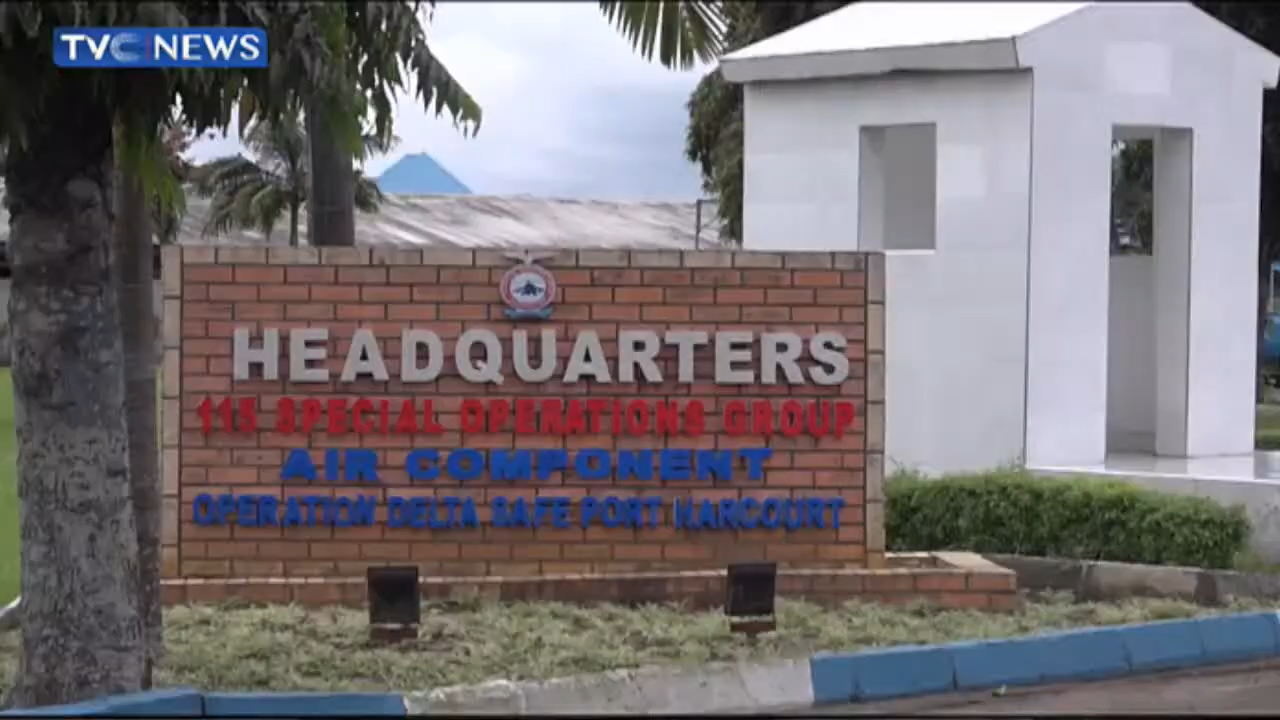 TVC NEWS
HEADQUARTERS
115 SPECIAL OPERATIONS GROUP
AIR COMPONENT
OPERATION DELTA SAFE PORT HARCOURT